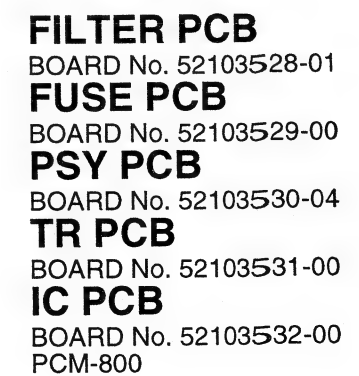 FILTER PCB
BOARD No. 52103528-01
FUSE PCB
BOARD No. 52103529-00
PSY PCB
BOARD No. 52103530-04
TR PCB
BOARD No. 52103531-00
IC PCB
BOARD No. 52103532-00
PCM-800